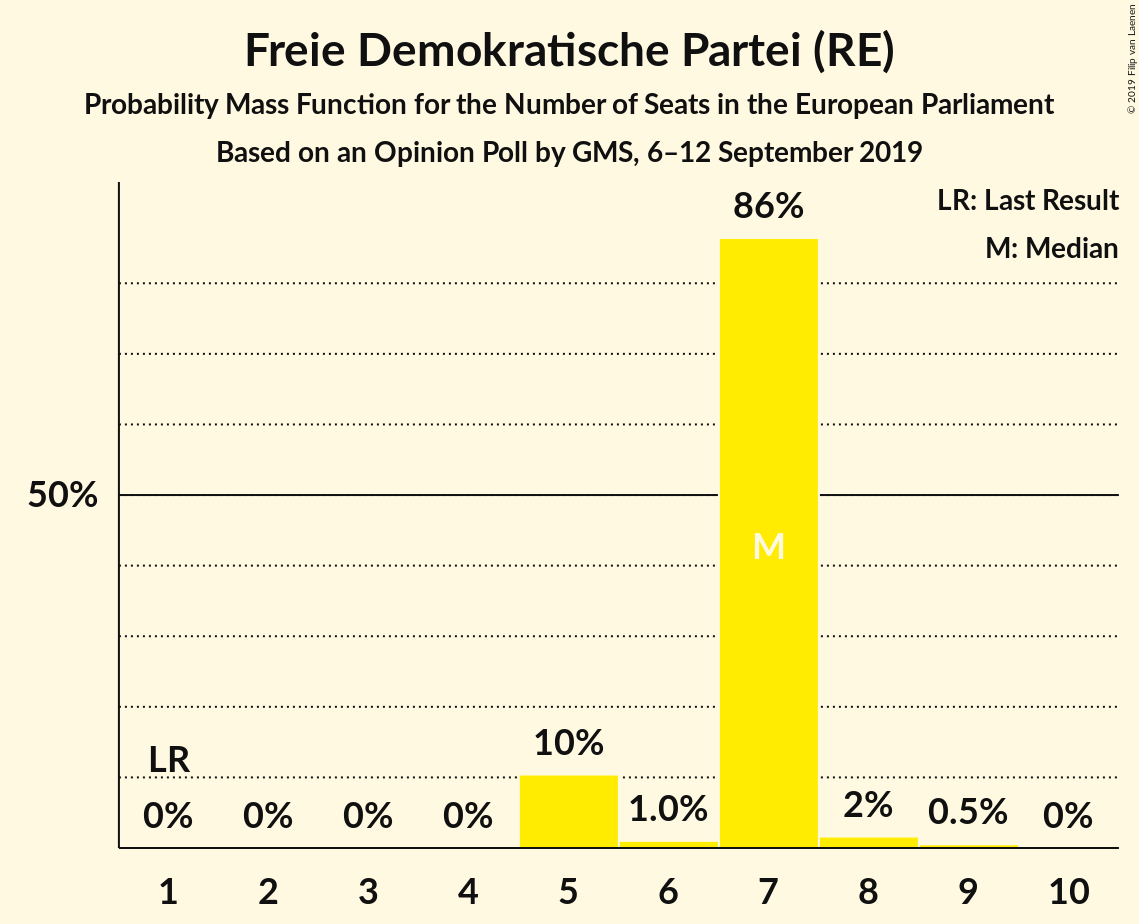 Freie Demokratische Partei (RE)
Probability Mass Function for the Number of Seats in the European Parliament
Based on an Opinion Poll by GMS, 6–12 September 2019
© 2019 Filip van Laenen
LR: Last Result
M: Median
86%
50%
M
LR
10%
0%
0%
0%
0%
1.0%
2%
0.5%
0%
1
2
3
4
5
6
7
8
9
10